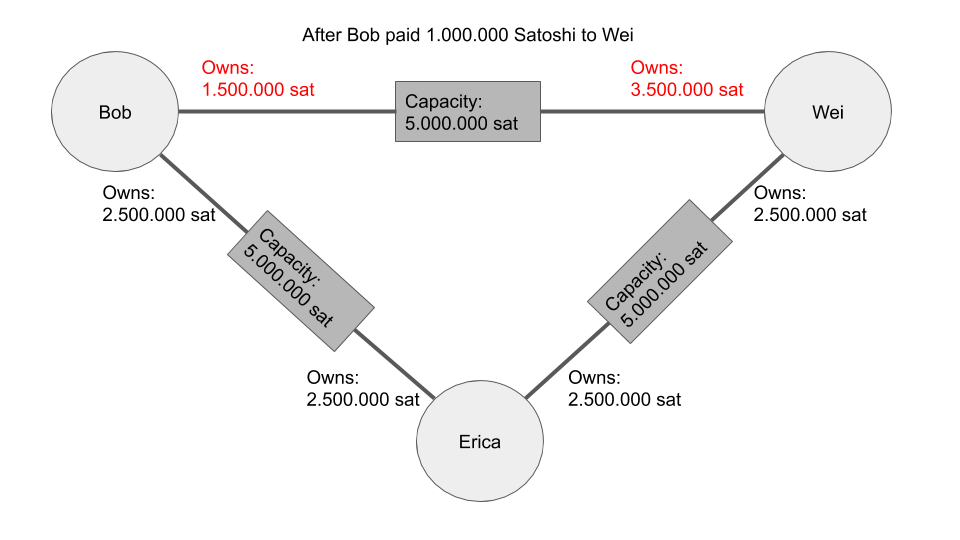 After Bob paid 1.000.000 Satoshi to Wei
Owns:
1.500.000 sat
Owns:
3.500.000 sat
Bob
Capacity:
5.000.000 sat
Wei
Owns:
2.500.000 sat
Owns:
2.500.000 sat
Capacity:
5.000.000 sat
Capacity:
5.000.000 sat
Owns:
2.500.000 sat
Owns:
2.500.000 sat
Erica